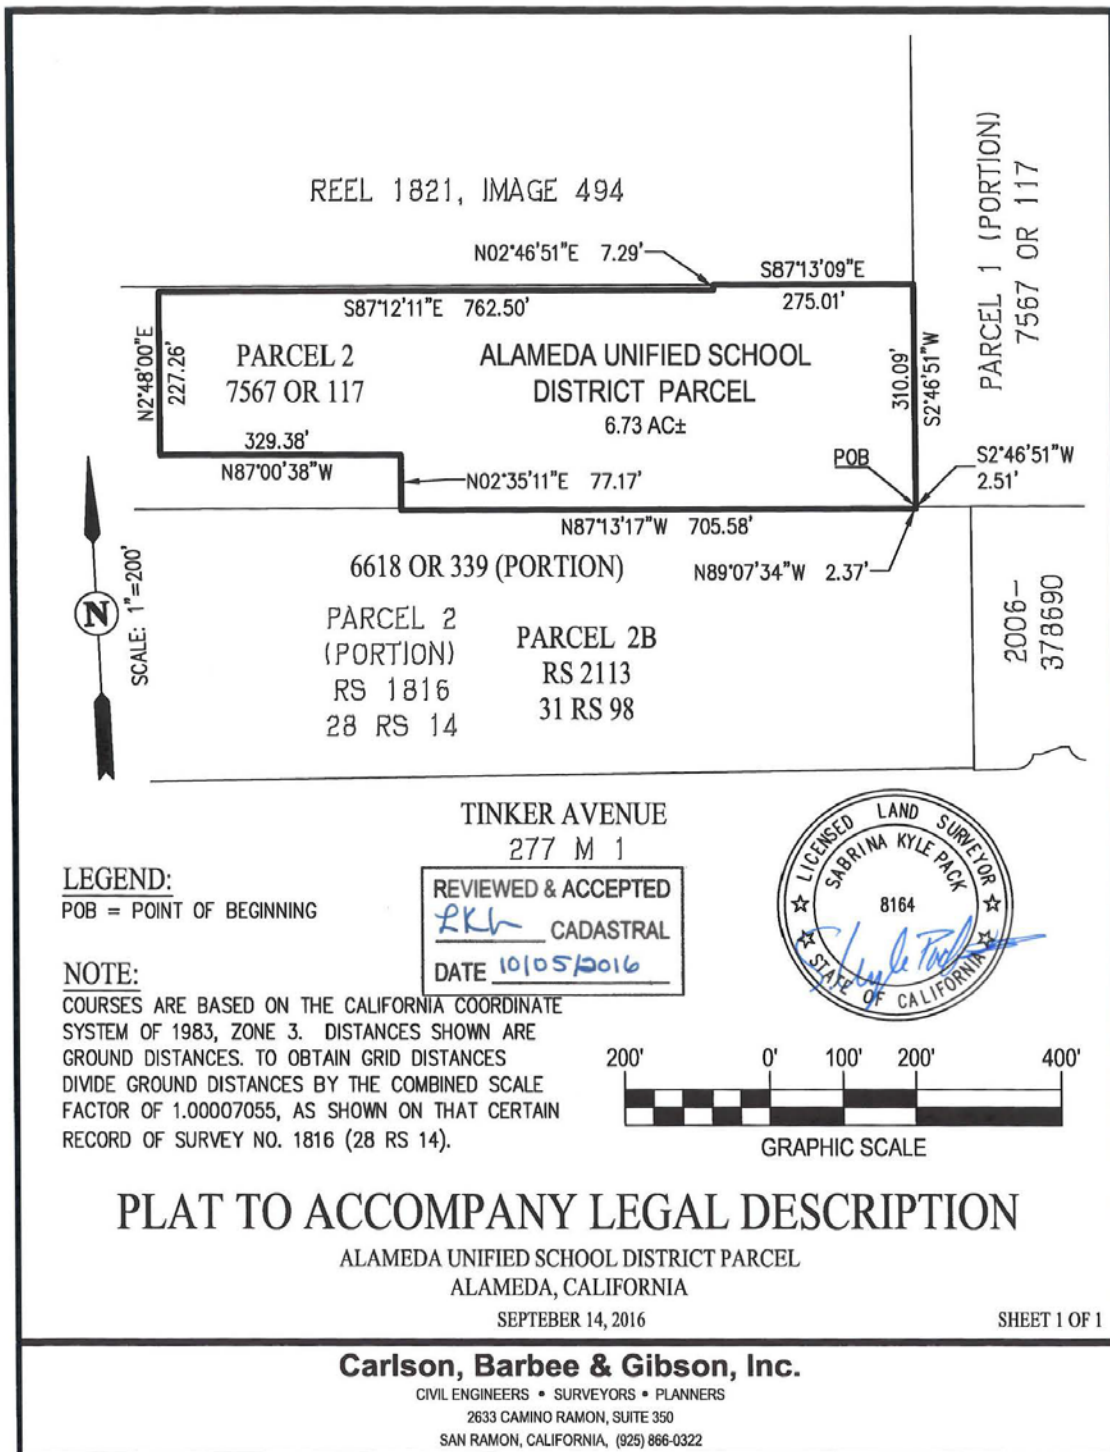 REEL 1821, IMAGE 494
PARCEL 1 (PORTION)
7567 OR 117
N02°46'51"E 7.29'
S87°13'09"E
275.01'
S87°12'11"E 762.50'
N2°48'00"E
227.26'
PARCEL 2
7567 OR 117
ALAMEDA UNIFIED SCHOOL
DISTRICT PARCEL
6.73 AC±
310.09'
S2°46'51"W
329.38'
N87°00'38"W
N02°35'11"E 77.17'
POB
S2°46'51"W
2.51'
N87°13'17"W 705.58'
N89°07'34"W 2.37'
6618 OR 339 (PORTION)
PARCEL 2
(PORTION)
RS 1816
28 RS 14
PARCEL 2B
RS 2113
31 RS 98
2006-
378690
N
SCALE: 1"=200'
TINKER AVENUE
277 M 1
LEGEND:
POB = POINT OF BEGINNING
REVIEWED & ACCEPTED
CADASTRAL
DATE 10/05/2016
LICENSED LAND SURVEYOR
SABRINA KYLE PACK
8164
STATE OF CALIFORNIA
NOTE:
COURSES ARE BASED ON THE CALIFORNIA COORDINATE
SYSTEM OF 1983, ZONE 3. DISTANCES SHOWN ARE
GROUND DISTANCES. TO OBTAIN GRID DISTANCES
DIVIDE GROUND DISTANCES BY THE COMBINED SCALE
FACTOR OF 1.00007055, AS SHOWN ON THAT CERTAIN
RECORD OF SURVEY NO. 1816 (28 RS 14).
200' 0' 100' 200' 400'
GRAPHIC SCALE
PLAT TO ACCOMPANY LEGAL DESCRIPTION
ALAMEDA UNIFIED SCHOOL DISTRICT PARCEL
ALAMEDA, CALIFORNIA
SEPTEBER 14, 2016
SHEET 1 OF 1
Carlson, Barbee & Gibson, Inc.
CIVIL ENGINEERS • SURVEYORS • PLANNERS
2633 CAMINO RAMON, SUITE 350
SAN RAMON, CALIFORNIA, (925) 866-0322